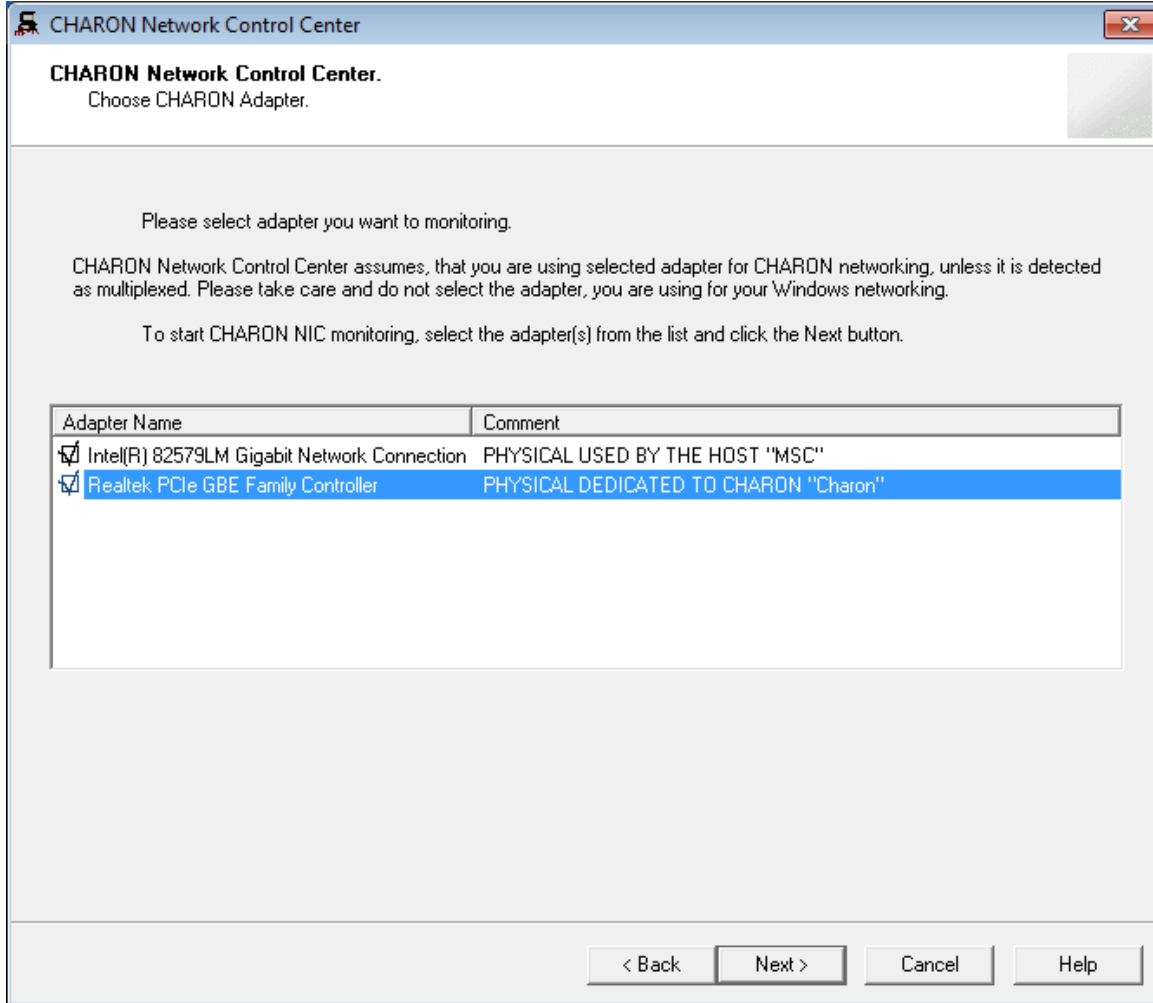 CHARON Network Control Center
CHARON Network Control Center.
Choose CHARON Adapter.
Please select adapter you want to monitoring.
CHARON Network Control Center assumes, that you are using selected adapter for CHARON networking, unless it is detected
as multiplexed. Please take care and do not select the adapter, you are using for your Windows networking.
To start CHARON NIC monitoring, select the adapter(s) from the list and click the Next button.
Adapter Name Comment
Intel(R) 82579LM Gigabit Network Connection PHYSICAL USED BY THE HOST "MSC"
Realtek PCIe GBE Family Controller PHYSICAL DEDICATED TO CHARON "Charon"
< Back Next > Cancel Help